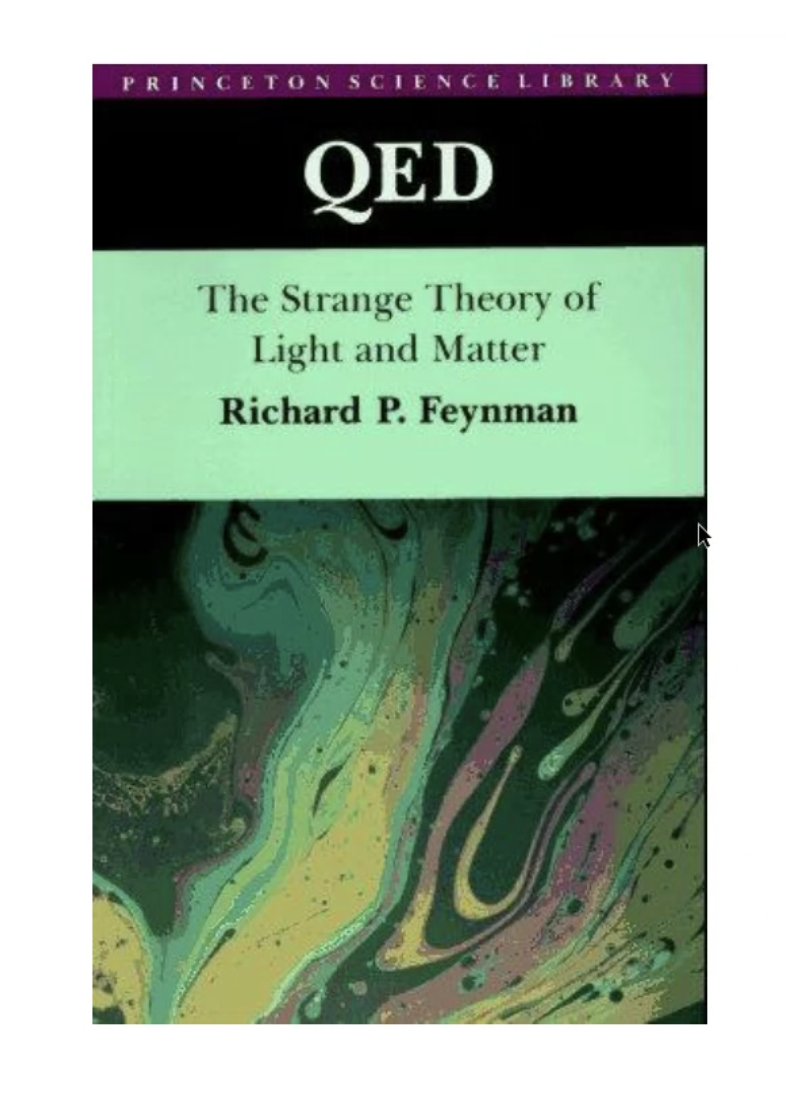 PRINCETON SCIENCE LIBRARY
QED
The Strange Theory of
Light and Matter
Richard P. Feynman